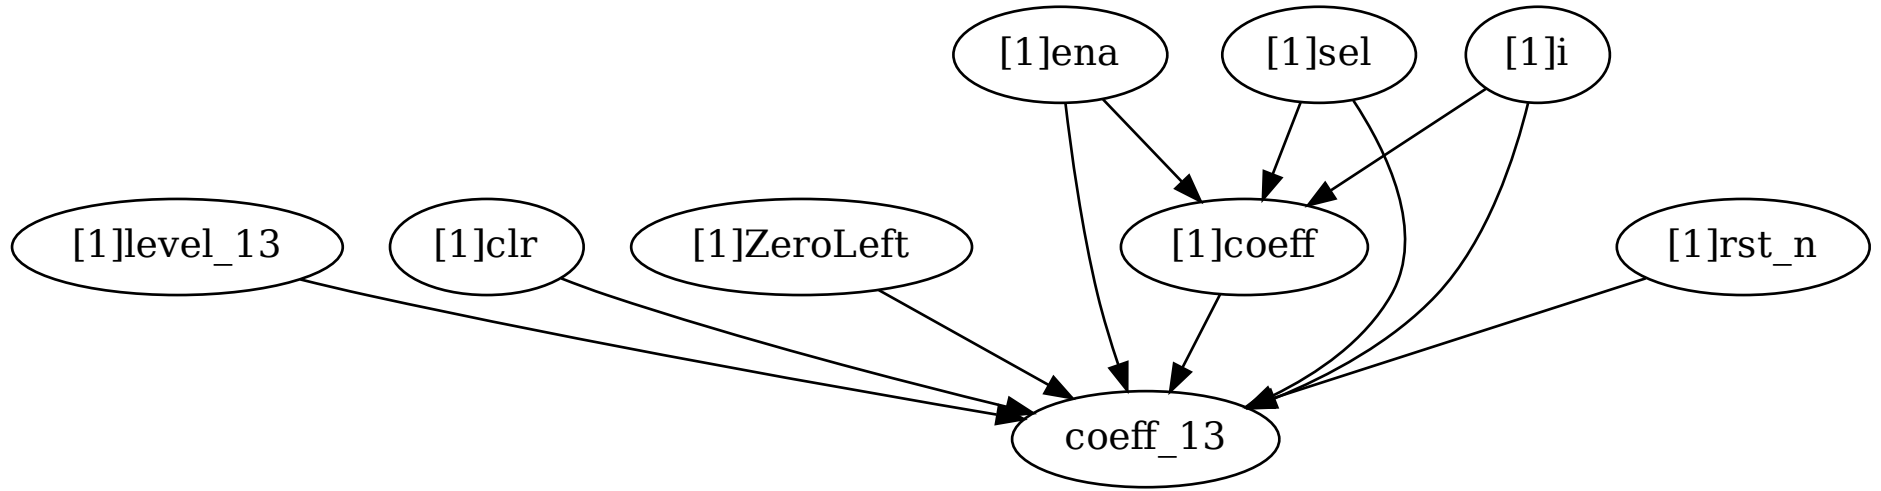 [1]ena
[1]sel
[1]i
[1]level_13
[1]clr
[1]ZeroLeft
[1]coeff
[1]rst_n
coeff_13